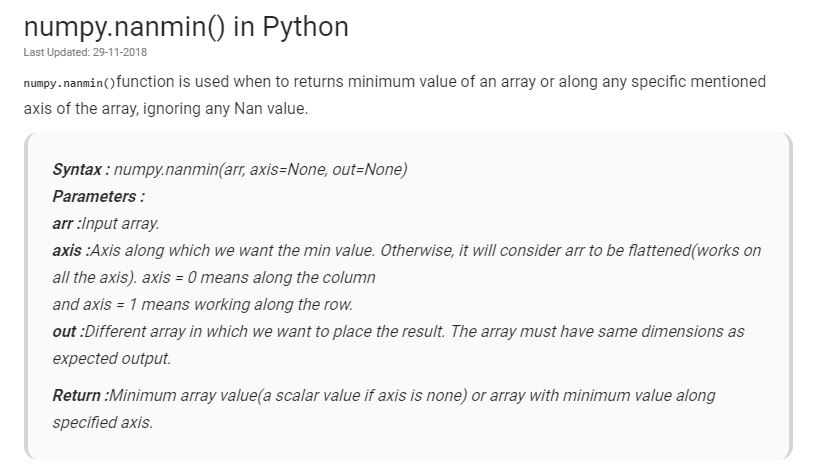 numpy.nanmin() in Python
Last Updated: 29-11-2018
numpy.nanmin()function is used when to returns minimum value of an array or along any specific mentioned
axis of the array, ignoring any Nan value.
Syntax : numpy.nanmin(arr, axis=None, out=None)
Parameters :
arr :Input array.
axis :Axis along which we want the min value. Otherwise, it will consider arr to be flattened(works on
all the axis). axis = 0 means along the column
and axis = 1 means working along the row.
out :Different array in which we want to place the result. The array must have same dimensions as
expected output.
Return :Minimum array value(a scalar value if axis is none) or array with minimum value along
specified axis.